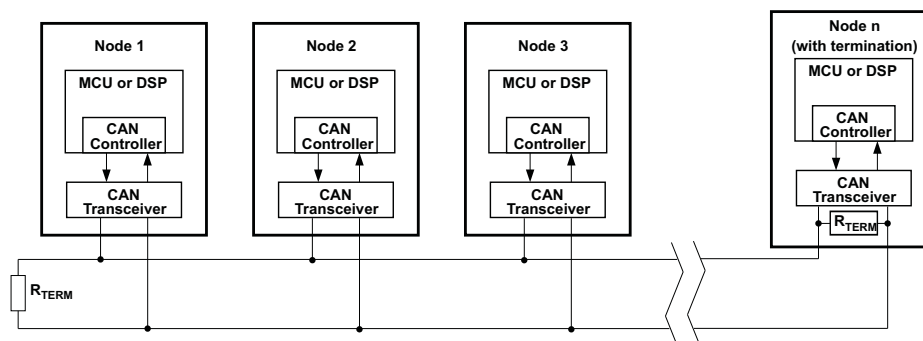 Node 1
MCU or DSP
CAN
Controller
CAN
Transceiver
Node 2
MCU or DSP
CAN
Controller
CAN
Transceiver
Node 3
MCU or DSP
CAN
Controller
CAN
Transceiver
Node n
(with termination)
MCU or DSP
CAN
Controller
CAN
Transceiver
RTERM
RTERM